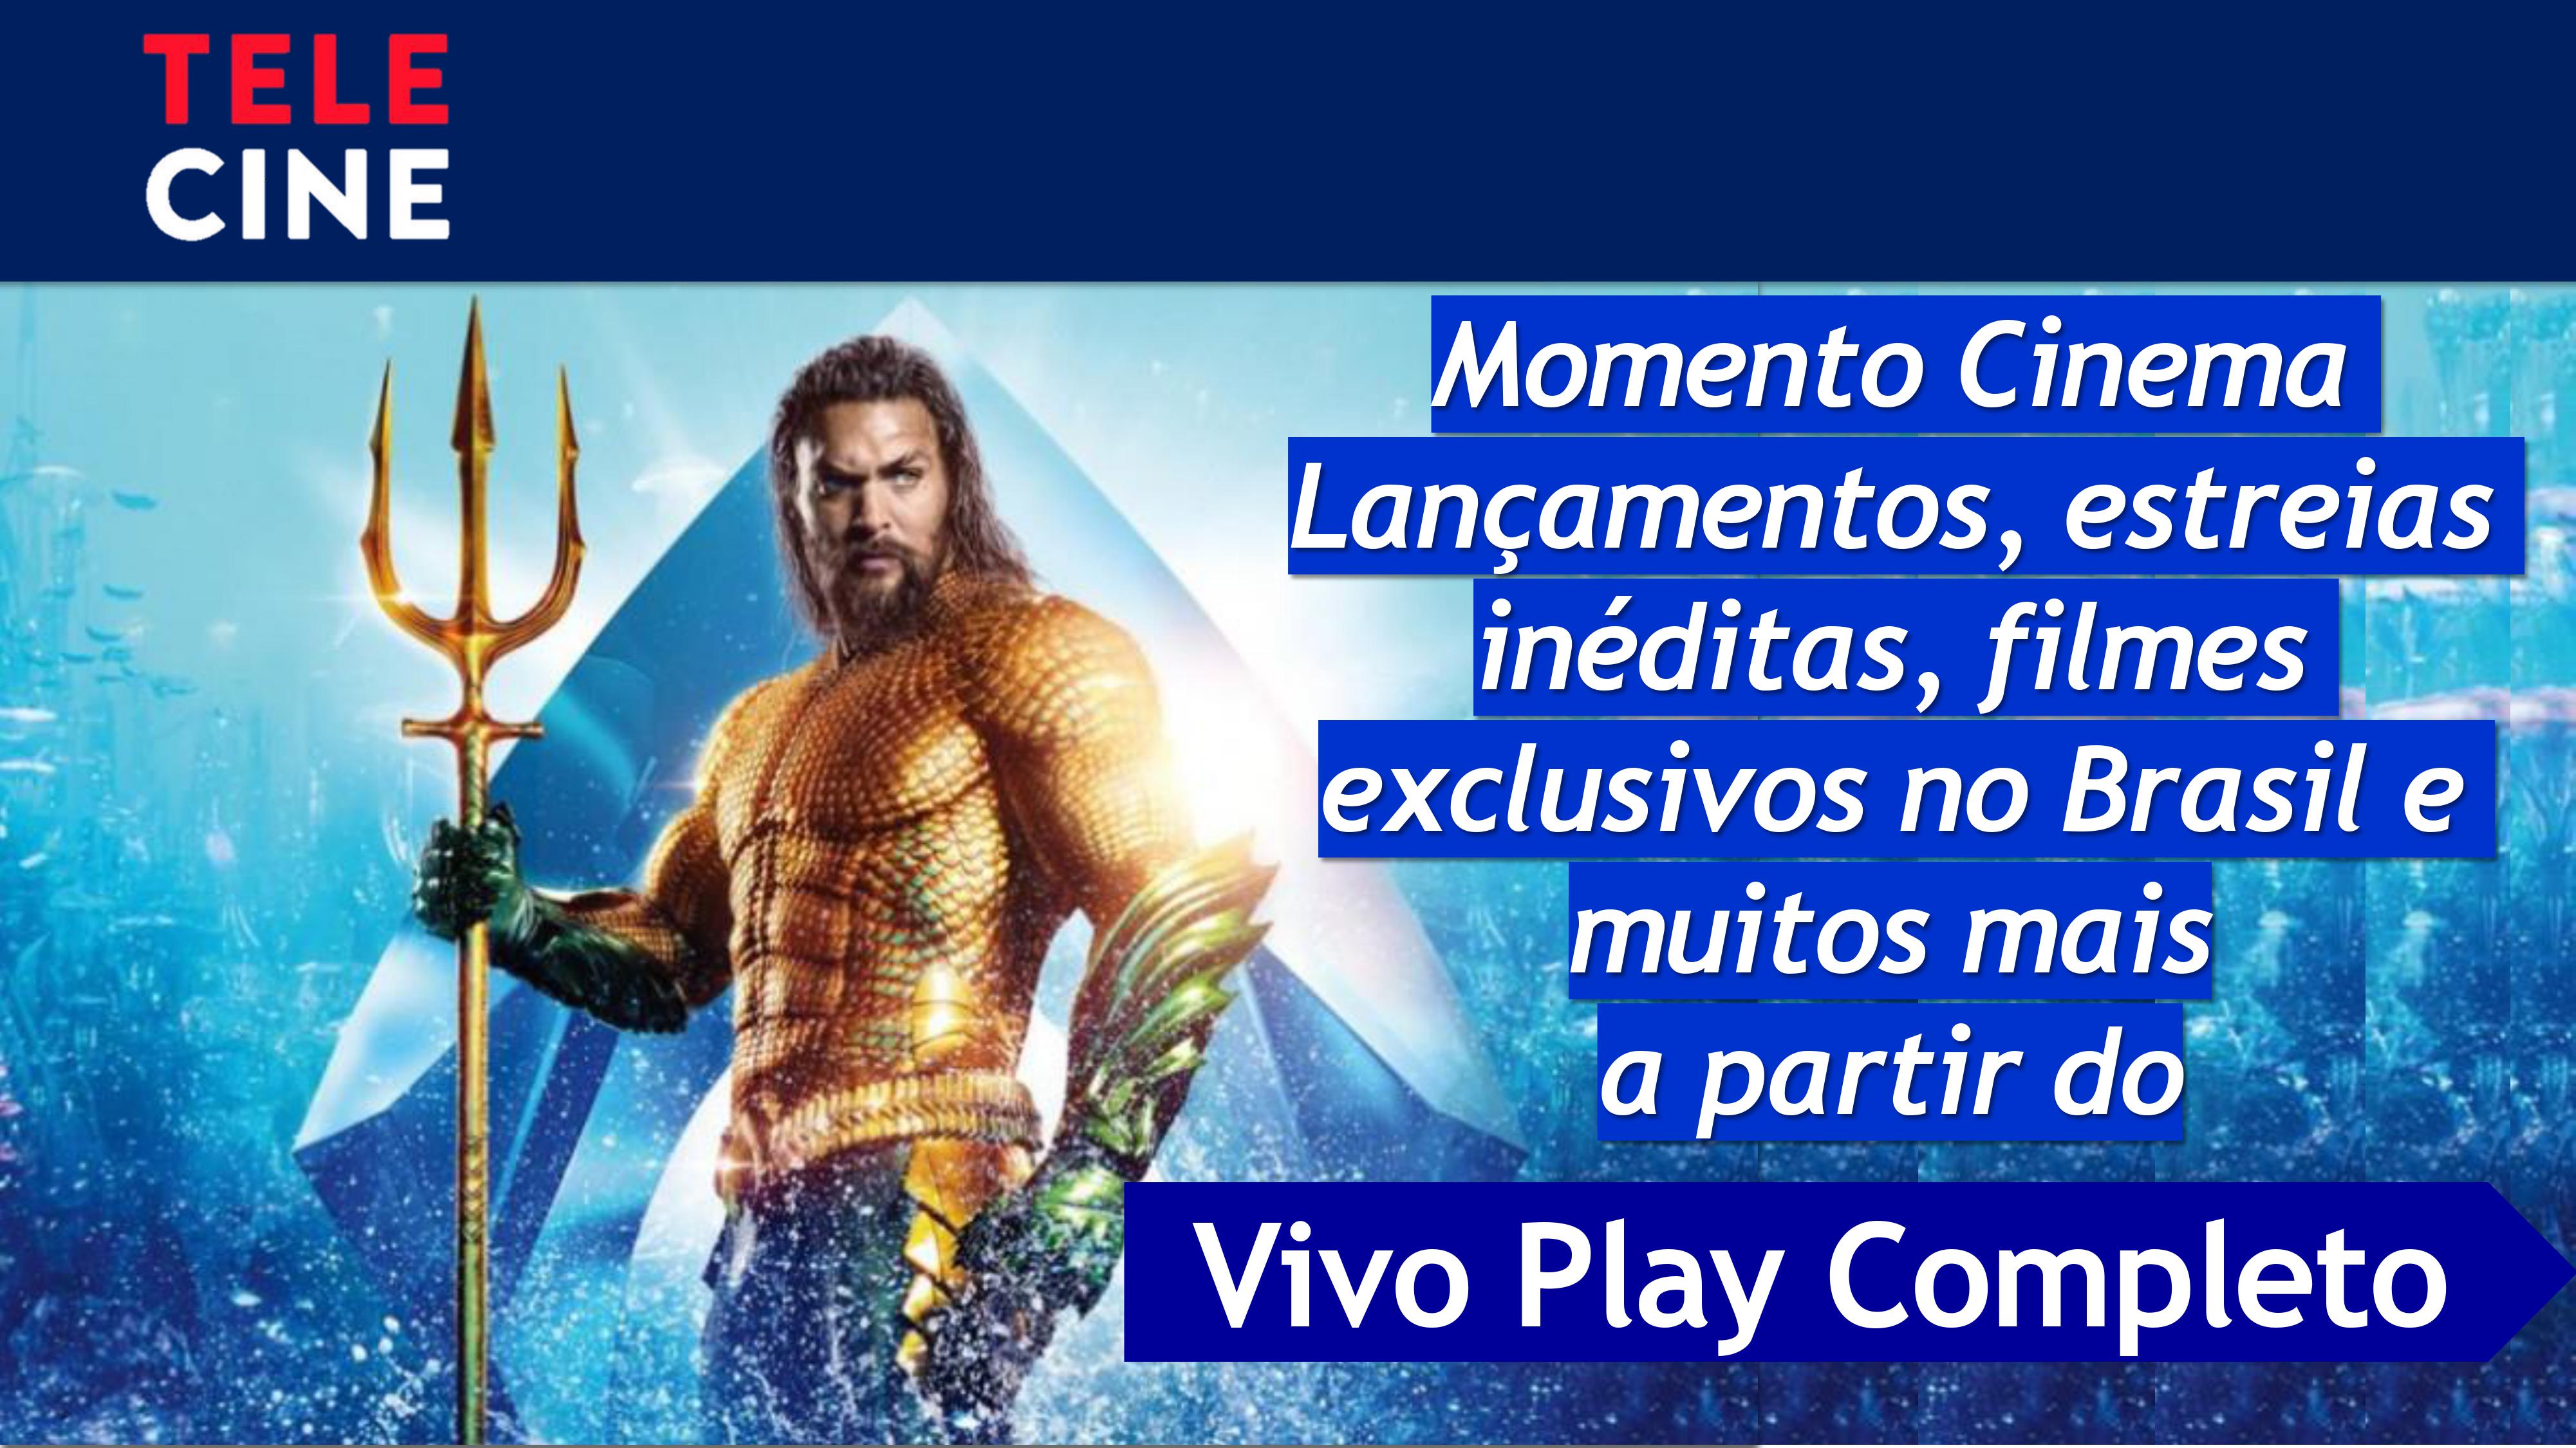 TELE
CINE
Momento Cinema
Lançamentos, estreias
inéditas, filmes
exclusivos no Brasil e
muitos mais
a partir do
Vivo Play Completo